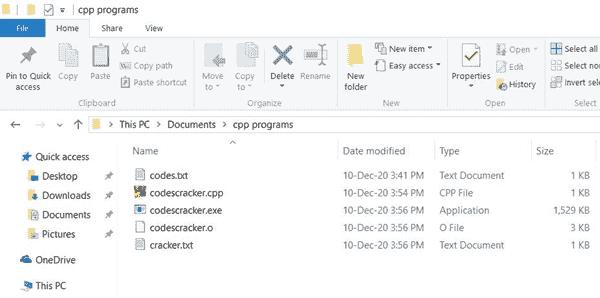 cpp programs
File Home Share View
Pin to Quick access
Copy
Paste
Cut
Copy path
Paste shortcut
Clipboard
Move to
Copy to
Delete
Rename
Organize
New folder
New item
Easy access
New
Properties
Open
Edit
History
Open
Select all
Select no
Invert sele
Select
This PC Documents cpp programs
Name Date modified Type Size
Quick access
Desktop
Downloads
Documents
Pictures
OneDrive
This PC
codes.txt 10-Dec-20 3:41 PM Text Document 1 KB
codescracker.cpp 10-Dec-20 3:54 PM CPP File 1 KB
codescracker.exe 10-Dec-20 3:56 PM Application 1,529 KB
codescracker.o 10-Dec-20 3:56 PM O File 3 KB
cracker.txt 10-Dec-20 3:56 PM Text Document 1 KB